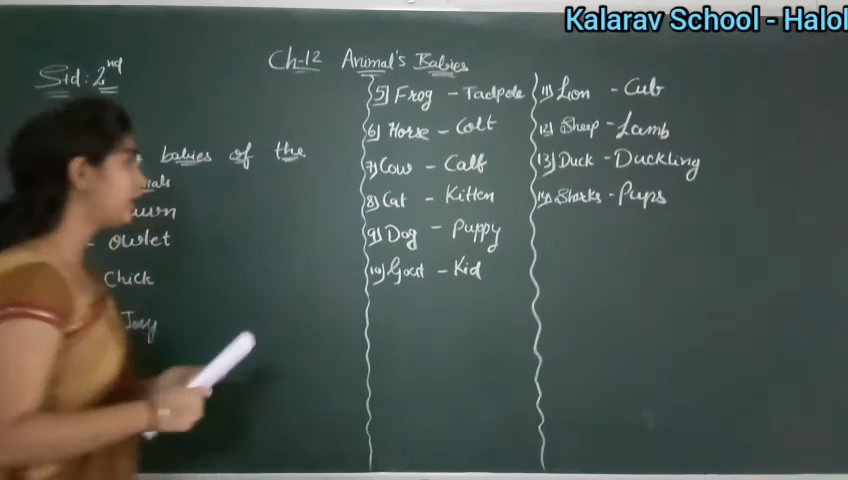 Kalarav School - Halol
Ch-12 Animal's Babies
Std: 2nd
babies of the
Owlet
Chick
Joey
5) Frog - Tadpole
6) Horse - Colt
7) Cow - Calf
8) Cat - Kitten
9) Dog - Puppy
10) Goat - Kid
11) Lion - Cub
12) Sheep - Lamb
13) Duck - Duckling
14) Sharks - Pups